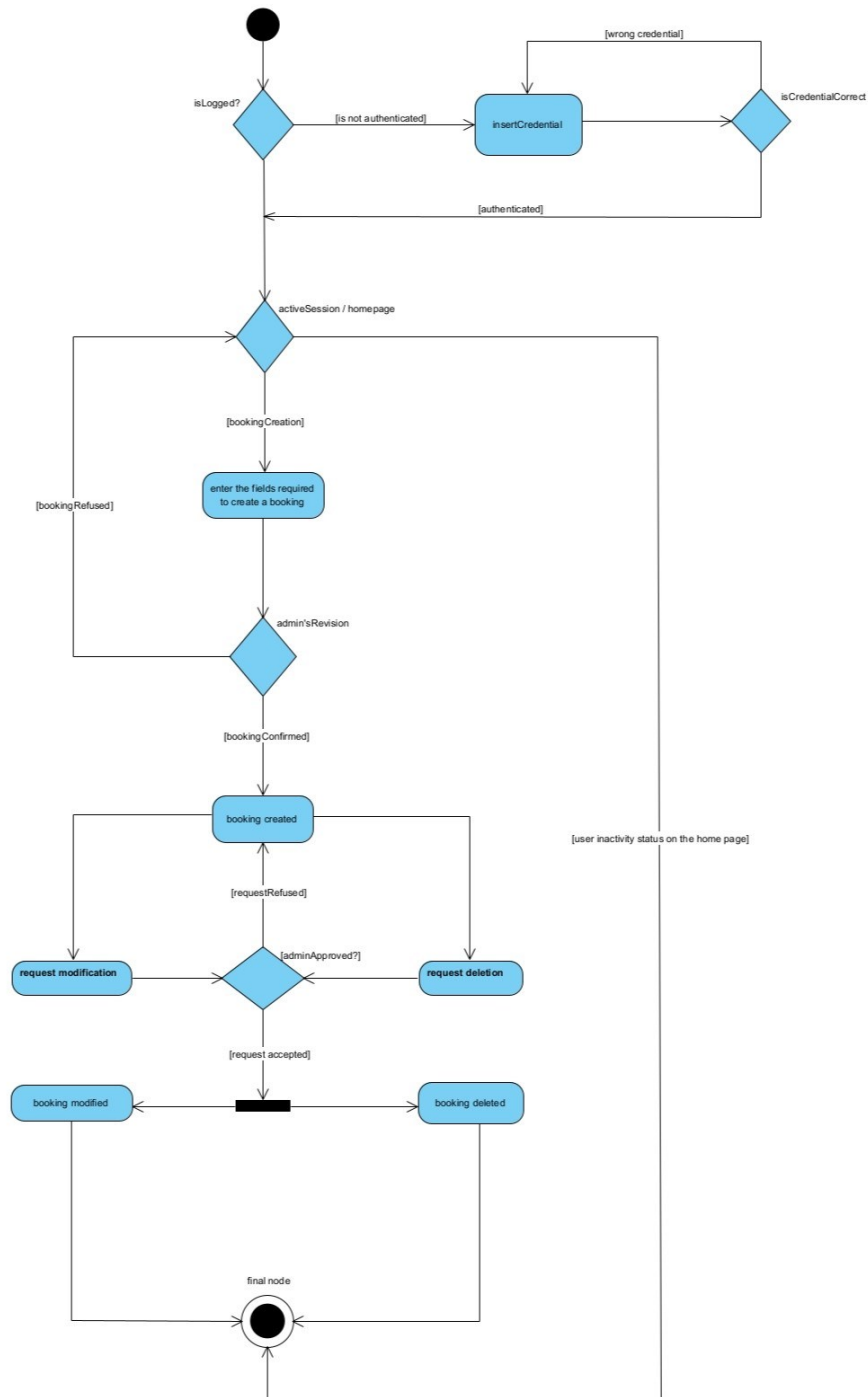 [wrong credential]
isLogged?
isCredentialCorrect
[is not authenticated]
insertCredential
[authenticated]
activeSession / homepage
[bookingCreation]
enter the fields required
to create a booking
[bookingRefused]
admin'sRevision
[bookingConfirmed]
booking created
[user inactivity status on the home page]
[requestRefused]
[adminApproved?]
request modification
request deletion
[request accepted]
booking modified
booking deleted
final node